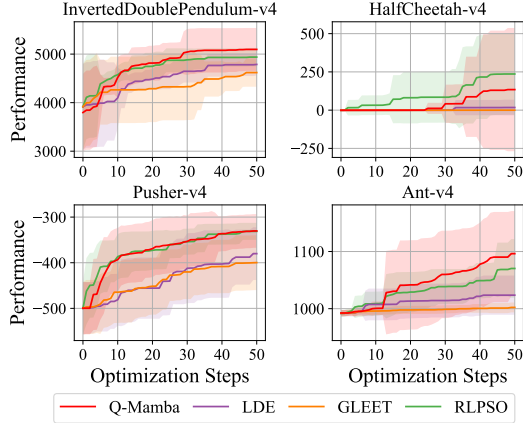 InvertedDoublePendulum-v4
HalfCheetah-v4
Performance
5000
4000
3000
0 10 20 30 40 50
500
250
0
−250
0 10 20 30 40 50
Pusher-v4
Ant-v4
Performance
−300
−400
−500
0 10 20 30 40 50
1100
1000
0 10 20 30 40 50
Optimization Steps
Optimization Steps
Q-Mamba LDE GLEET RLPSO